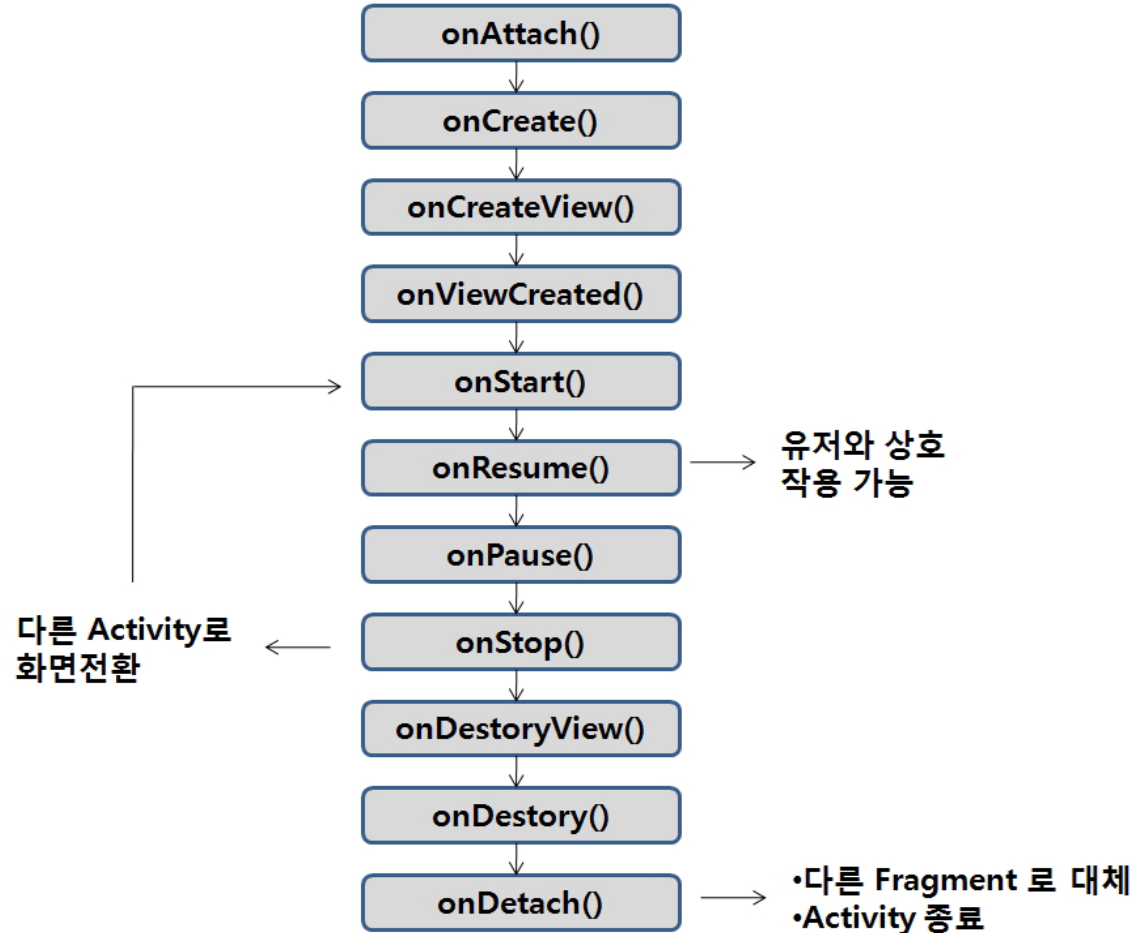 onAttach()
onCreate()
onCreateView()
onViewCreated()
onStart()
onResume()
유저와 상호
작용 가능
onPause()
다른 Activity로
화면전환
onStop()
onDestoryView()
onDestory()
onDetach()
•다른 Fragment 로 대체
•Activity 종료